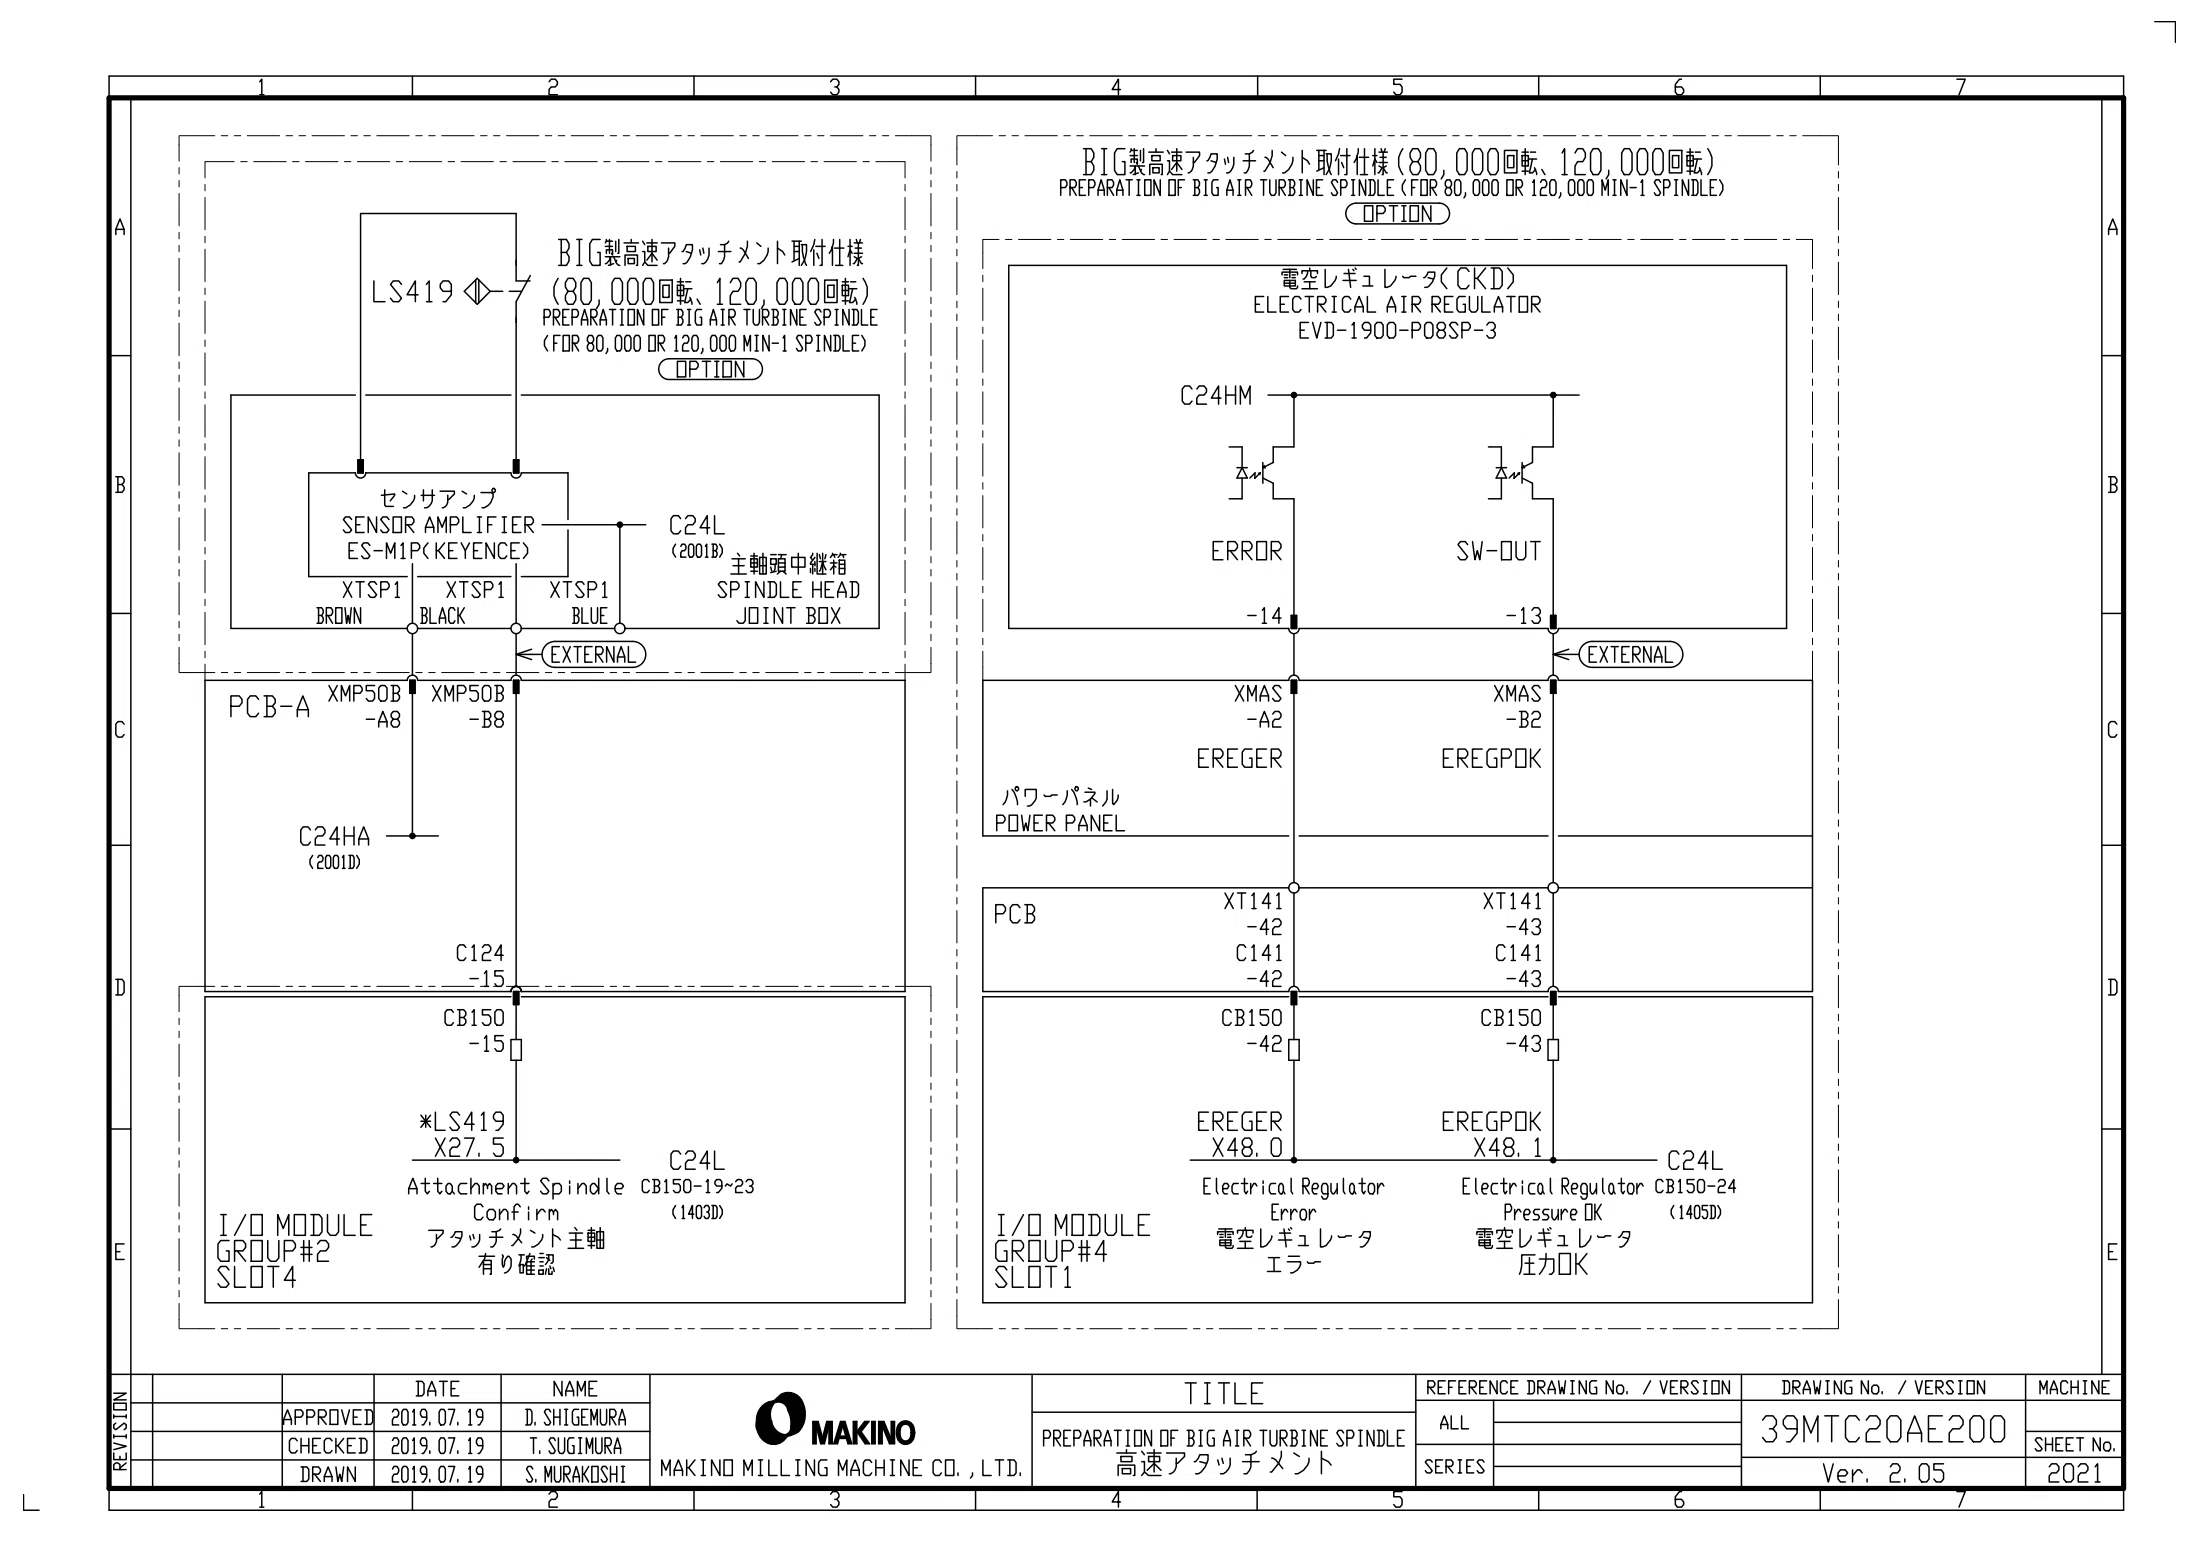 1 2 3 4 5 6 7
A
B
C
D
E
BIG製高速アタッチメント取付仕様
(80,000回転、120,000回転)
PREPARATION OF BIG AIR TURBINE SPINDLE
(FOR 80,000 OR 120,000 MIN-1 SPINDLE)
OPTION
LS419
センサアンプ
SENSOR AMPLIFIER
ES-M1P(KEYENCE)
C24L
(2001B)
主軸頭中継箱
SPINDLE HEAD
JOINT BOX
XTSP1 XTSP1 XTSP1
BROWN BLACK BLUE
EXTERNAL
PCB-A
XMP50B XMP50B
-A8 -B8
C24HA
(2001D)
C124
-15
CB150
-15
*LS419
X27.5
C24L
CB150-19~23
(1403D)
Attachment Spindle
Confirm
アタッチメント主軸
有り確認
I/O MODULE
GROUP#2
SLOT4
BIG製高速アタッチメント取付仕様(80,000回転、120,000回転)
PREPARATION OF BIG AIR TURBINE SPINDLE (FOR 80,000 OR 120,000 MIN-1 SPINDLE)
OPTION
電空レギュレータ(CKD)
ELECTRICAL AIR REGULATOR
EVD-1900-P08SP-3
C24HM
ERROR SW-OUT
-14 -13
EXTERNAL
XMAS XMAS
-A2 -B2
EREGER EREGPOK
パワーパネル
POWER PANEL
PCB
XT141 XT141
-42 -43
C141 C141
-42 -43
CB150 CB150
-42 -43
EREGER EREGPOK
X48.0 X48.1
C24L
CB150-24
(1405D)
Electrical Regulator
Error
電空レギュレータ
エラー
Electrical Regulator
Pressure OK
電空レギュレータ
圧力OK
I/O MODULE
GROUP#4
SLOT1
A
B
C
D
E
REVISION
DATE NAME
APPROVED 2019.07.19 D. SHIGEMURA
CHECKED 2019.07.19 T. SUGIMURA
DRAWN 2019.07.19 S. MURAKOSHI
MAKINO
MAKINO MILLING MACHINE CO.,LTD.
TITLE
PREPARATION OF BIG AIR TURBINE SPINDLE
高速アタッチメント
REFERENCE DRAWING No. / VERSION
ALL
SERIES
DRAWING No. / VERSION
39MTC20AE200
Ver. 2.05
MACHINE
SHEET No.
2021
1 2 3 4 5 6 7